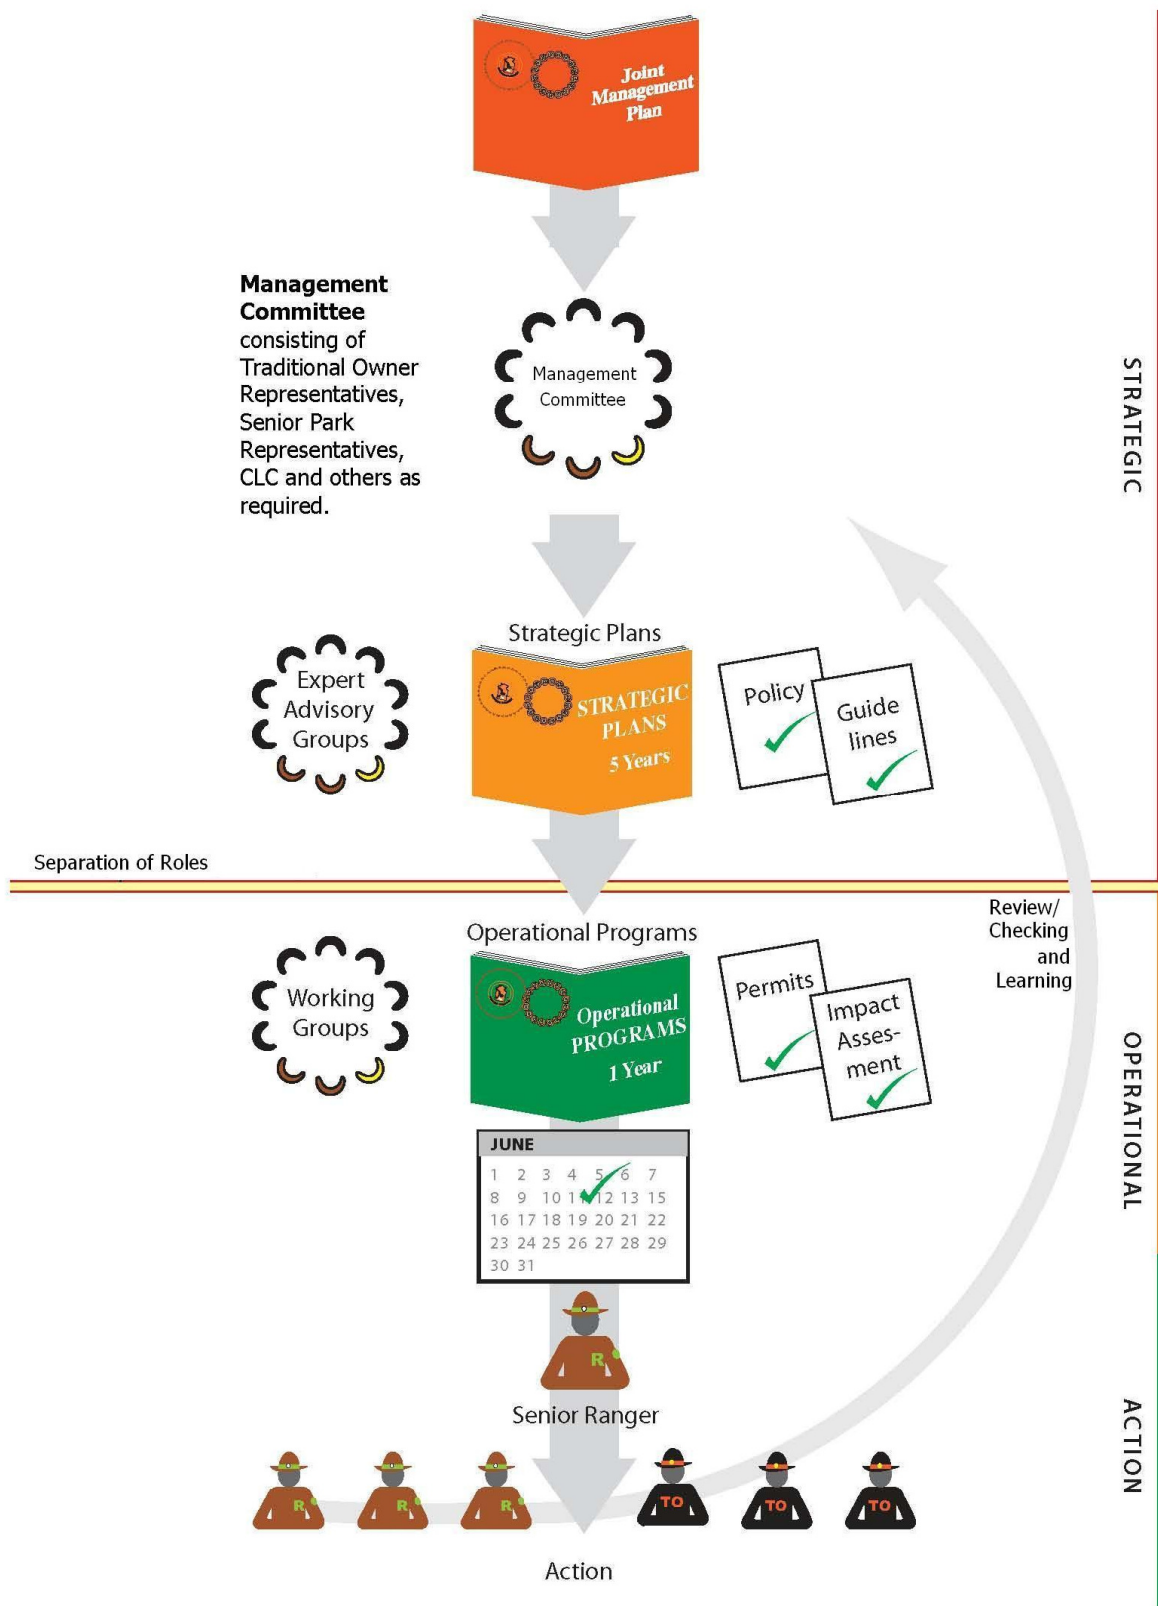 Joint
Management
Plan
Management
Committee
consisting of
Traditional Owner
Representatives,
Senior Park
Representatives,
CLC and others as
required.
Management
Committee
STRATEGIC
Strategic Plans
Expert
Advisory
Groups
STRATEGIC
PLANS
5 Years
Policy
Guide
lines
Separation of Roles
Review/
Checking
and
Learning
Operational Programs
Working
Groups
Operational
PROGRAMS
1 Year
Permits
Impact
Asses-
ment
OPERATIONAL
JUNE
1 2 3 4 5 6 7
8 9 10 11 12 13 15
16 17 18 19 20 21 22
23 24 25 26 27 28 29
30 31
R
Senior Ranger
ACTION
R R R TO TO TO
Action